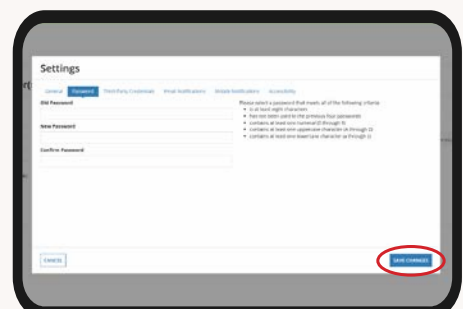 Settings
General Password Third-Party Credentials Email Notifications Mobile Notifications Accessibility
Old Password
New Password
Confirm Password
Please select a password that meets all of the following criteria:
is at least eight characters
has not been used in the previous four passwords
contains at least one numeral (0 through 9)
contains at least one uppercase character (A through Z)
contains at least one lowercase character (a through z)
CANCEL
SAVE CHANGES